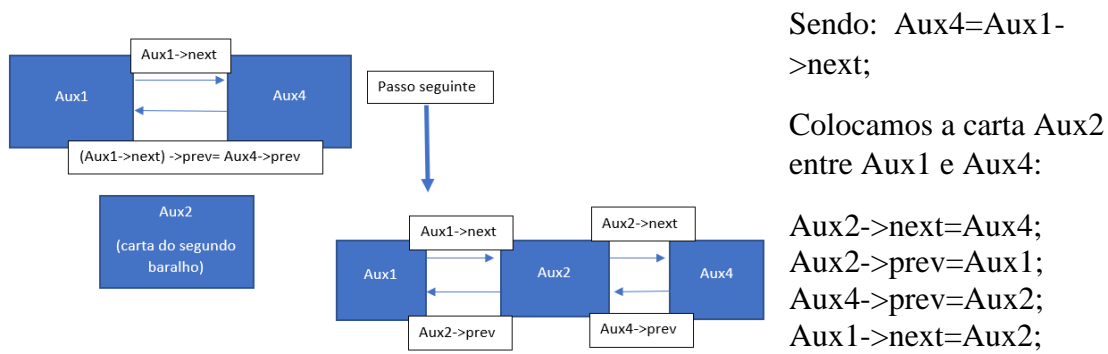 Aux1->next
Aux1
Aux4
(Aux1->next) ->prev= Aux4->prev
Aux2
(carta do segundo
baralho)
Passo seguinte
Aux1->next
Aux2->next
Aux1
Aux2
Aux4
Aux2->prev
Aux4->prev
Sendo: Aux4=Aux1-
>next;
Colocamos a carta Aux2
entre Aux1 e Aux4:
Aux2->next=Aux4;
Aux2->prev=Aux1;
Aux4->prev=Aux2;
Aux1->next=Aux2;